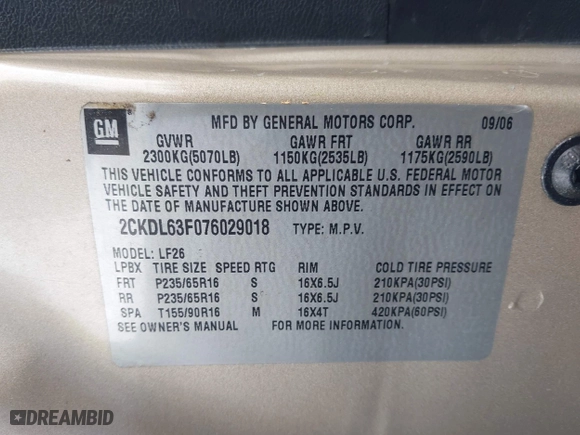 GM
MFD BY GENERAL MOTORS CORP. 09/06
GVWR GAWR FRT GAWR RR
2300KG(5070LB) 1150KG(2535LB) 1175KG(2590LB)
THIS VEHICLE CONFORMS TO ALL APPLICABLE U.S. FEDERAL MOTOR
VEHICLE SAFETY AND THEFT PREVENTION STANDARDS IN EFFECT ON
THE DATE OF MANUFACTURE SHOWN ABOVE.
2CKDL63F076029018 TYPE: M.P.V.
MODEL: LF26
LPBX TIRE SIZE SPEED RTG RIM COLD TIRE PRESSURE
FRT P235/65R16 S 16X6.5J 210KPA(30PSI)
RR P235/65R16 S 16X6.5J 210KPA(30PSI)
SPA T155/90R16 M 16X4T 420KPA(60PSI)
SEE OWNER'S MANUAL FOR MORE INFORMATION.
DREAMBID